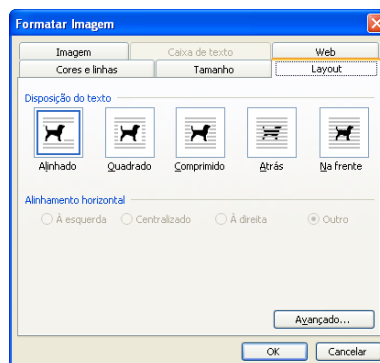 Formatar Imagem
Imagem Caixa de texto Web
Cores e linhas Tamanho Layout
Disposição do texto
Alinhado Quadrado Comprimido Atrás Na frente
Alinhamento horizontal
À esquerda Centralizado À direita Outro
Avançado...
OK Cancelar